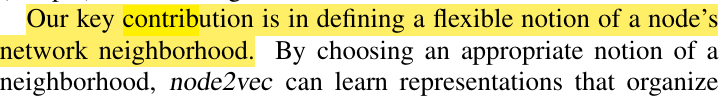 Our key contribution is in defining a flexible notion of a node's
network neighborhood. By choosing an appropriate notion of a
neighborhood, node2vec can learn representations that organize